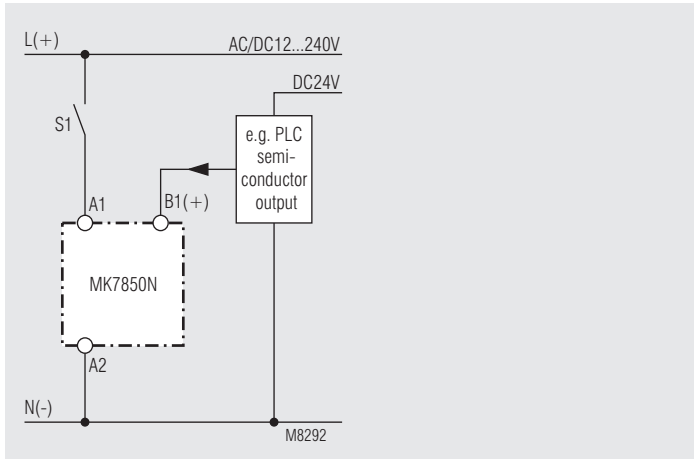 L(+)
AC/DC12...240V
DC24V
S1
e.g. PLC
semi-
conductor
output
A1
B1(+)
MK7850N
A2
N(-)
M8292